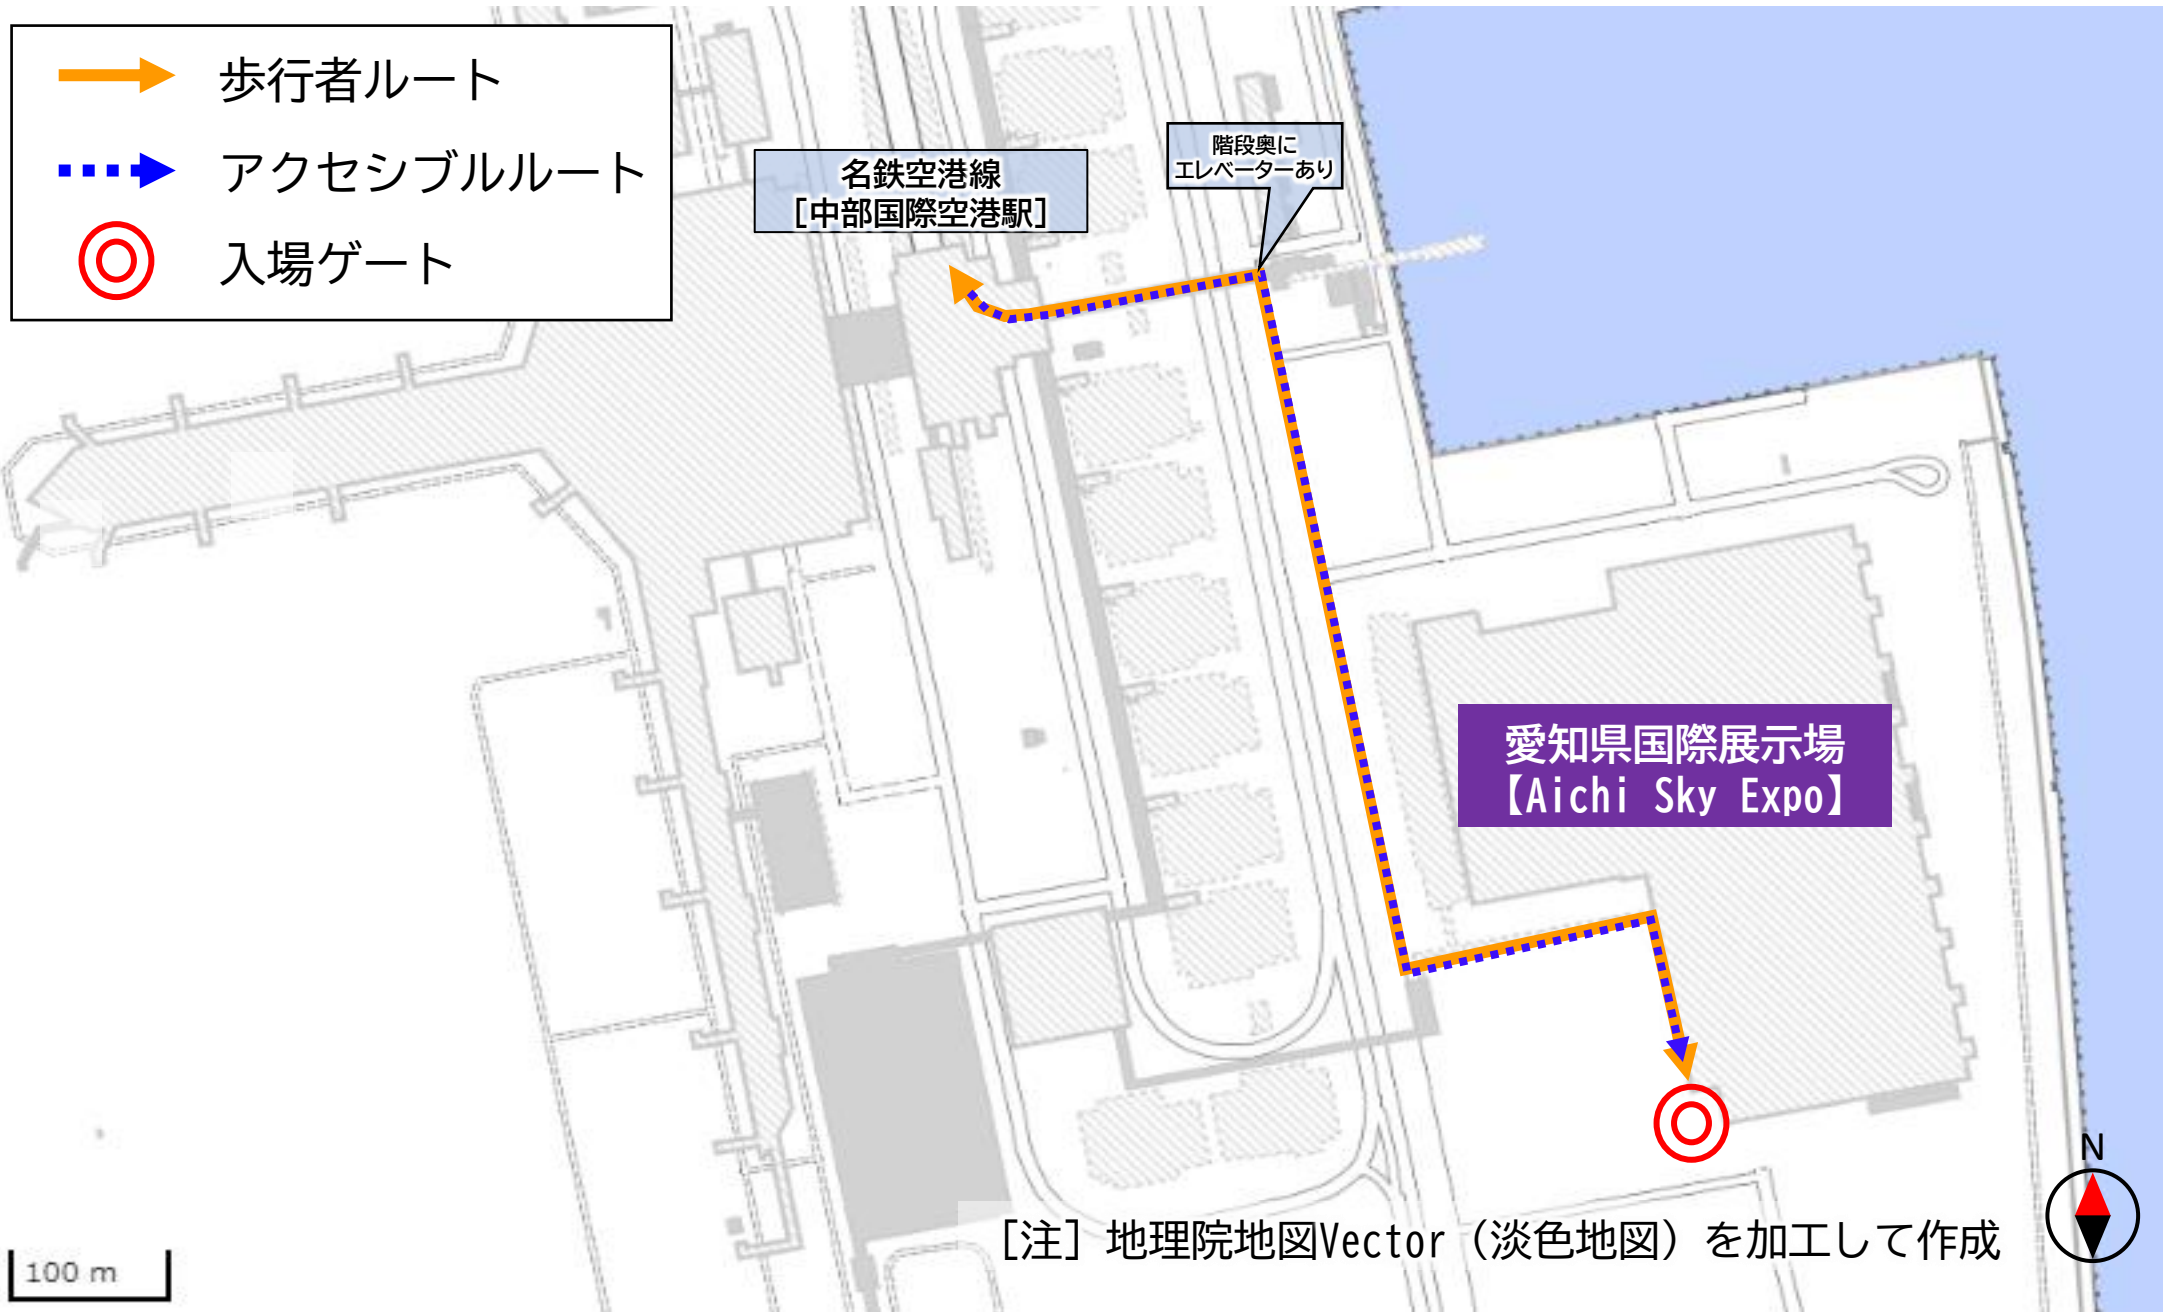 歩行者ルート
アクセシブルルート
入場ゲート
名鉄空港線
［中部国際空港駅］
階段奥に
エレベーターあり
愛知県国際展示場
【Aichi Sky Expo】
N
［注］地理院地図Vector（淡色地図）を加工して作成
100 m